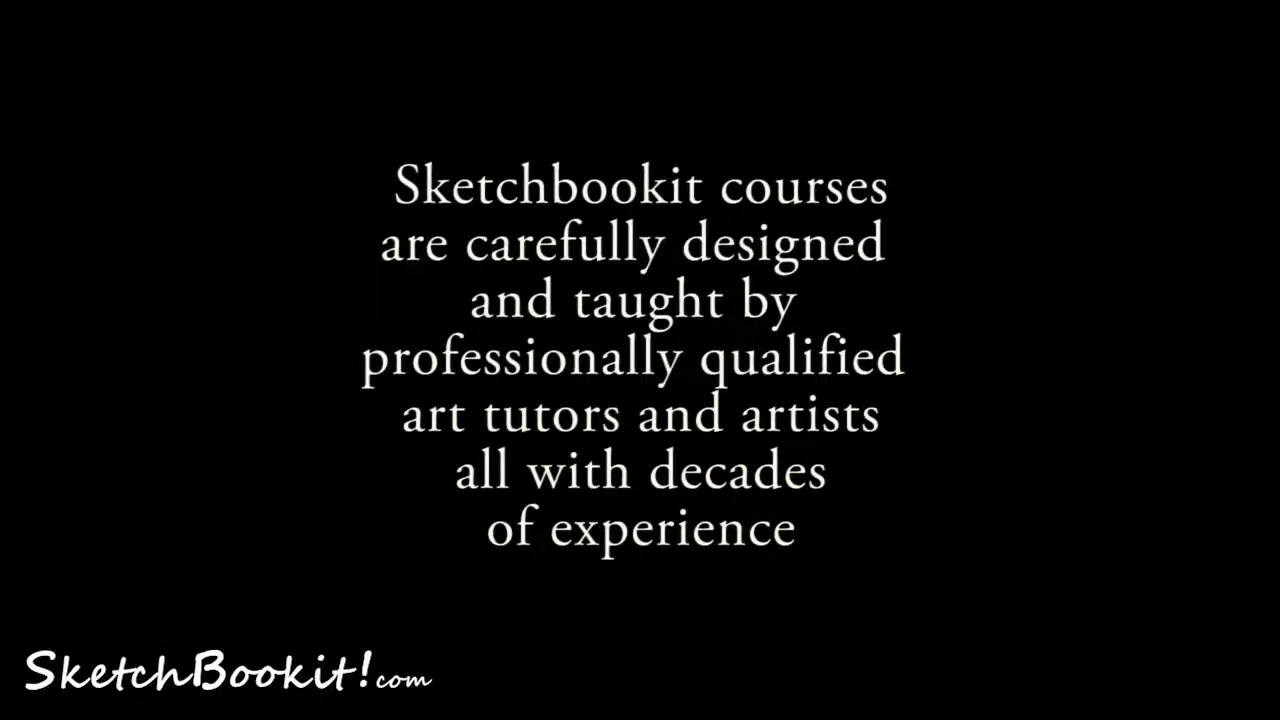 Sketchbookit courses
are carefully designed
and taught by
professionally qualified
art tutors and artists
all with decades
of experience
SketchBookit!com